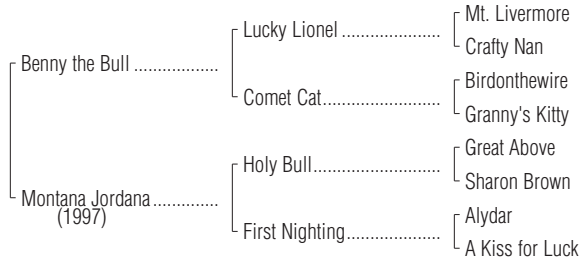 Mt. Livermore
Lucky Lionel ....................
Crafty Nan
Benny the Bull .................
Birdonthewire
Comet Cat........................
Granny's Kitty
Great Above
Holy Bull..........................
Sharon Brown
Montana Jordana.............
(1997)
Alydar
First Nighting...................
A Kiss for Luck